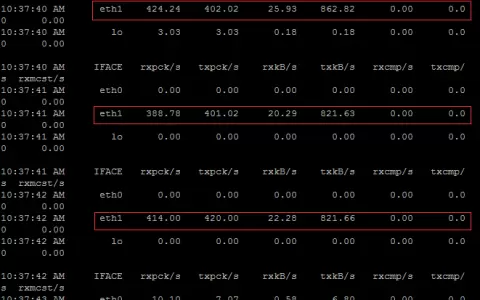 10:37:40 AM eth1 424.24 402.02 25.93 862.82 0.00 0.0
0 0.00
10:37:40 AM lo 3.03 3.03 0.18 0.18 0.00 0.0
0 0.00
10:37:40 AM IFACE rxpck/s txpck/s rxkB/s txkB/s rxcmp/s txcmp/
s rxmcst/s
10:37:41 AM eth0 0.00 0.00 0.00 0.00 0.00 0.0
0 0.00
10:37:41 AM eth1 388.78 401.02 20.29 821.63 0.00 0.0
0 0.00
10:37:41 AM lo 0.00 0.00 0.00 0.00 0.00 0.0
0 0.00
10:37:41 AM IFACE rxpck/s txpck/s rxkB/s txkB/s rxcmp/s txcmp/
s rxmcst/s
10:37:42 AM eth0 0.00 0.00 0.00 0.00 0.00 0.0
0 0.00
10:37:42 AM eth1 414.00 420.00 22.28 821.66 0.00 0.0
0 0.00
10:37:42 AM lo 0.00 0.00 0.00 0.00 0.00 0.0
0 0.00
10:37:42 AM IFACE rxpck/s txpck/s rxkB/s txkB/s rxcmp/s txcmp/
s rxmcst/s
10:37:43 AM eth0 10.10 7.07 0.58 6.80 0.00 0.0